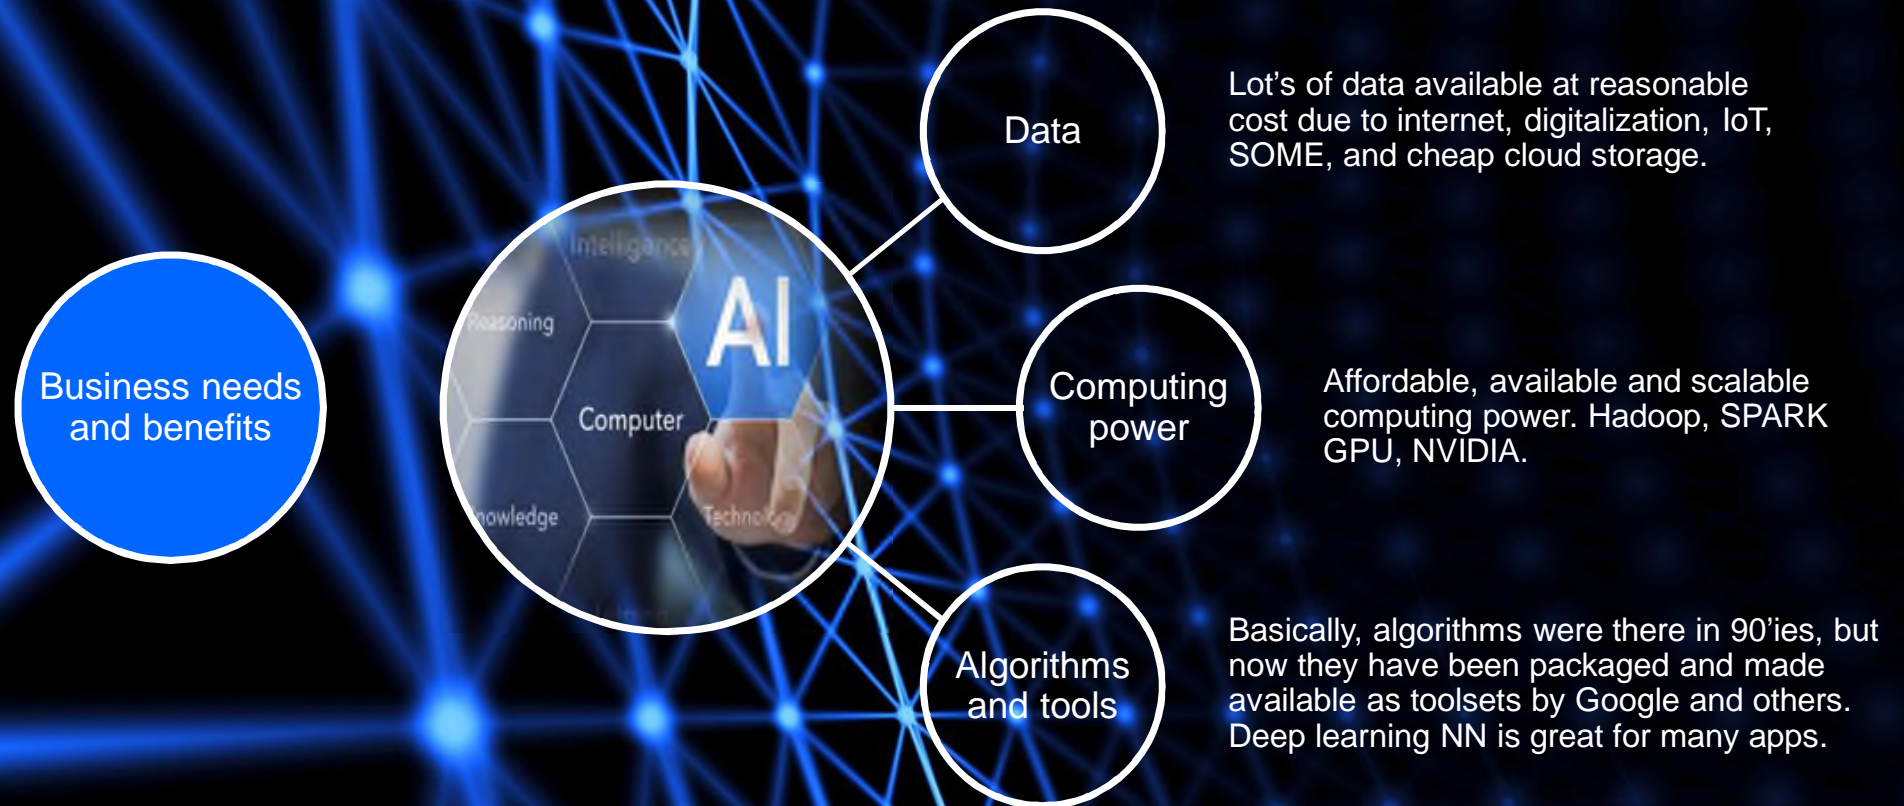 Data
Lot's of data available at reasonable
cost due to internet, digitalization, IoT,
SOME, and cheap cloud storage.
Business needs
and benefits
Intelligence
AI
Reasoning
Computer
Knowledge
Technology
Computing
power
Affordable, available and scalable
computing power. Hadoop, SPARK
GPU, NVIDIA.
Algorithms
and tools
Basically, algorithms were there in 90'ies, but
now they have been packaged and made
available as toolsets by Google and others.
Deep learning NN is great for many apps.